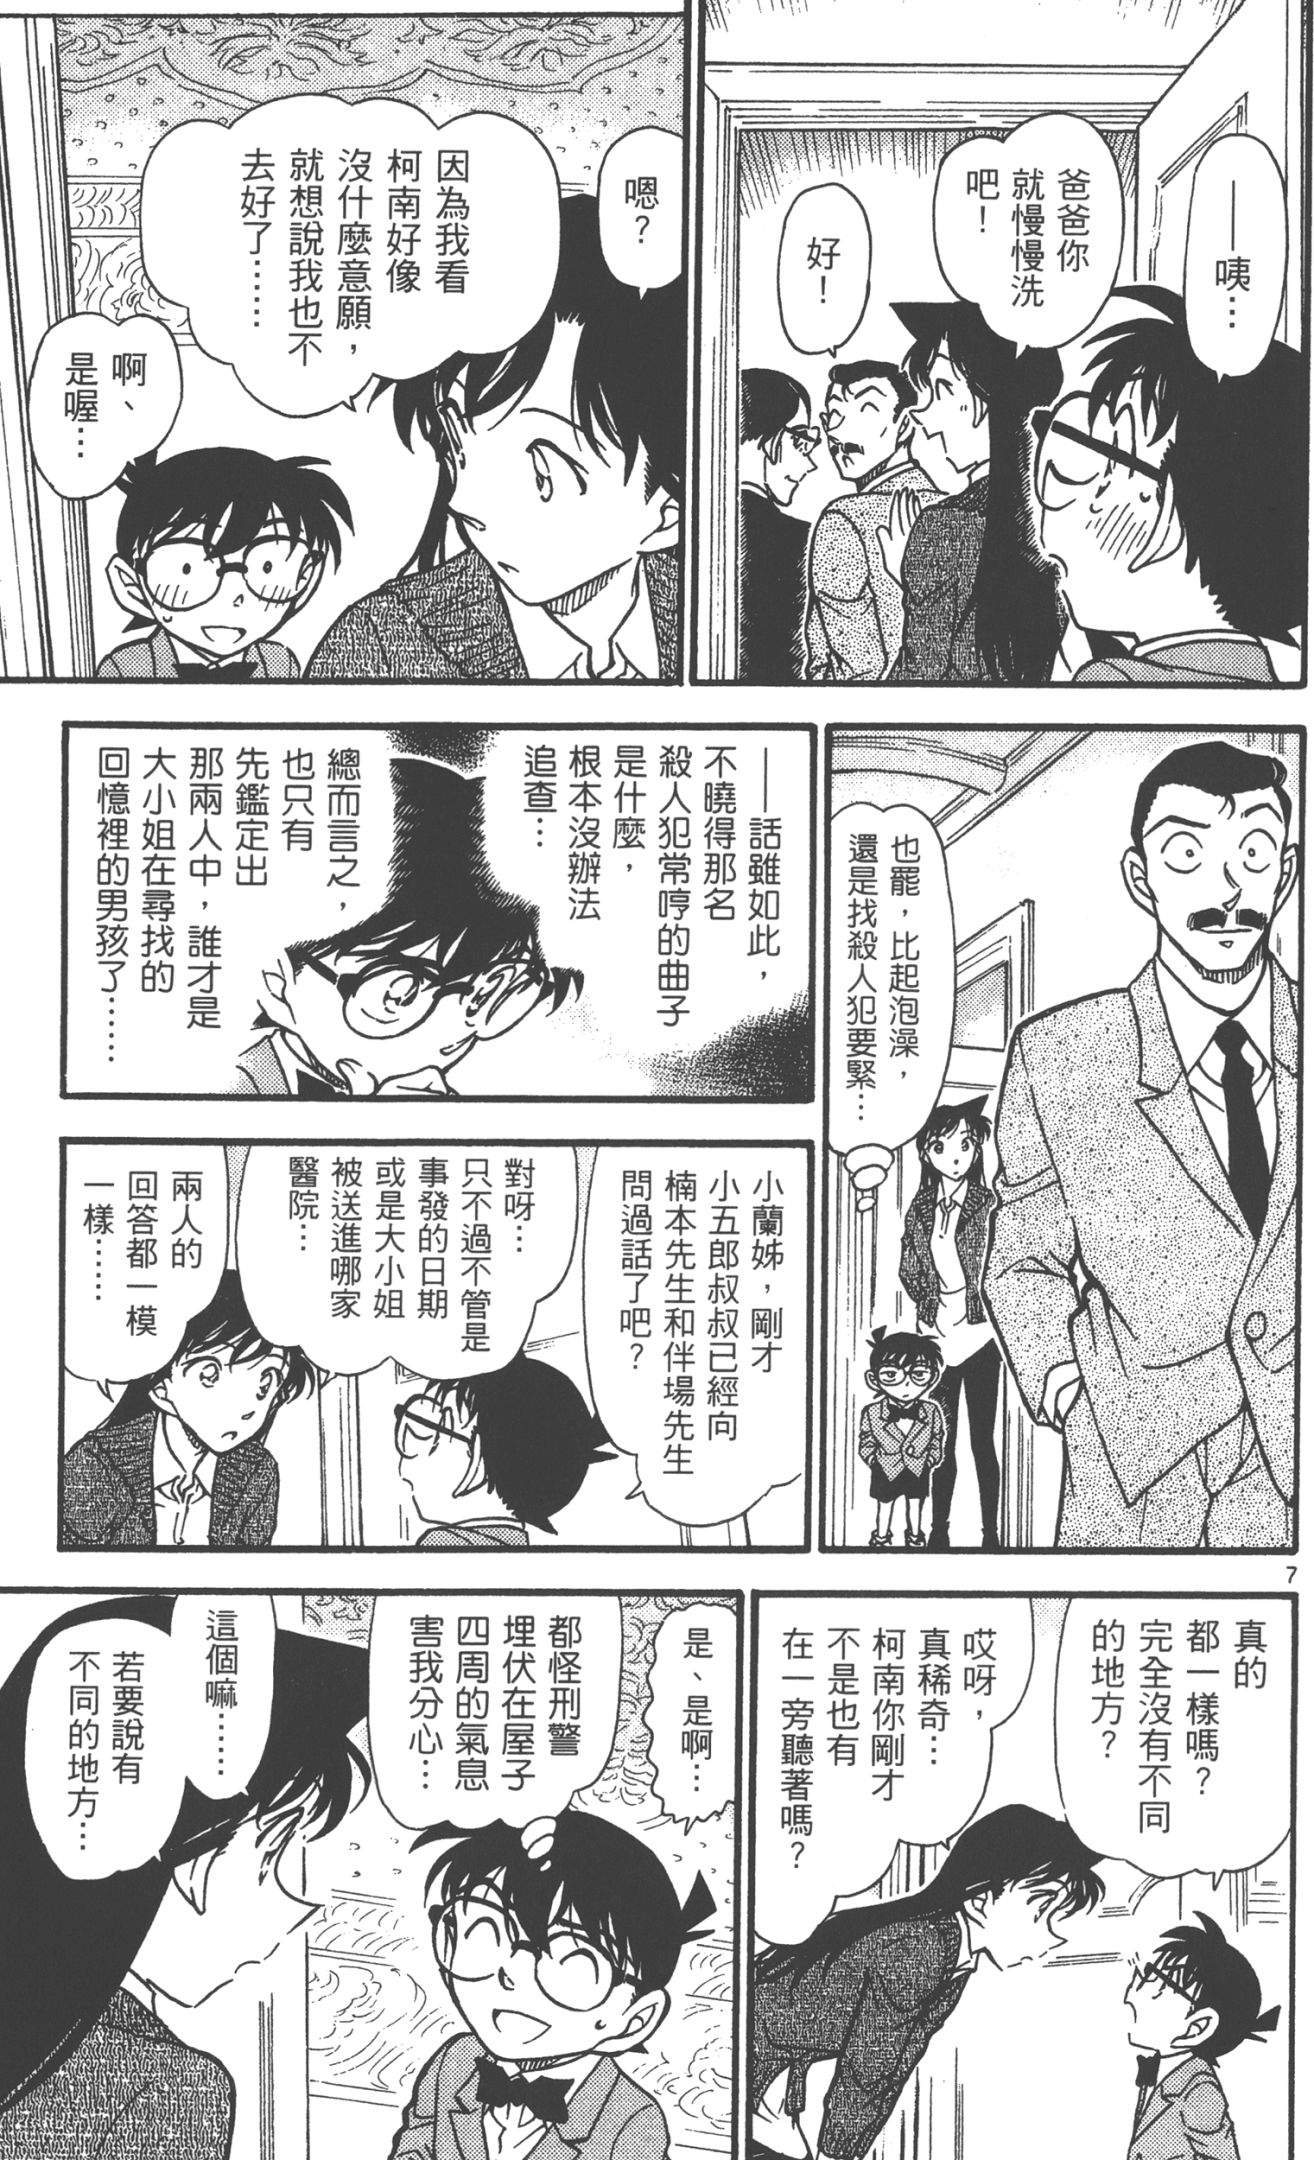 ——咦…
爸爸你
就慢慢洗
吧！
好！
嗯？
因為我看
柯南好像
沒什麼意願，
就想說我也不
去好了……
啊、
是喔…
也罷，比起泡澡，
還是找殺人犯要緊…
——話雖如此，
不曉得那名
殺人犯常哼的曲子
是什麼，
根本沒辦法
追查…
總而言之，
也只有
先鑑定出
那兩人中，誰才是
大小姐在尋找的
回憶裡的男孩了……
小蘭姊，剛才
小五郎叔叔已經向
楠本先生和伴場先生
問過話了吧？
對呀…
只不過不管是
事發的日期
或是大小姐
被送進哪家
醫院…
兩人的
回答都一模
一樣……
7
真的
都一樣嗎？
完全沒有不同
的地方？
哎呀，
真稀奇…
柯南你剛才
不是也有
在一旁聽著嗎？
是、是啊…
都怪刑警
埋伏在屋子
四周的氣息
害我分心…
這個嘛……
若要說有
不同的地方…